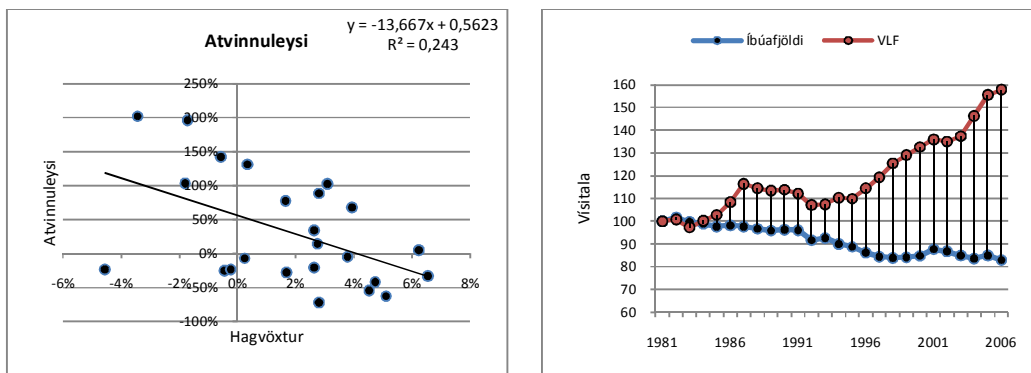 y = -13,667x + 0,5623
R² = 0,243
Atvinnuleysi
250%
200%
150%
100%
50%
0%
-50%
-100%
-6% -4% -2% 0% 2% 4% 6% 8%
Atvinnuleysi
Hagvöxtur
Íbúafjöldi VLF
160
150
140
130
120
110
100
90
80
70
60
Vísitala
1981 1986 1991 1996 2001 2006